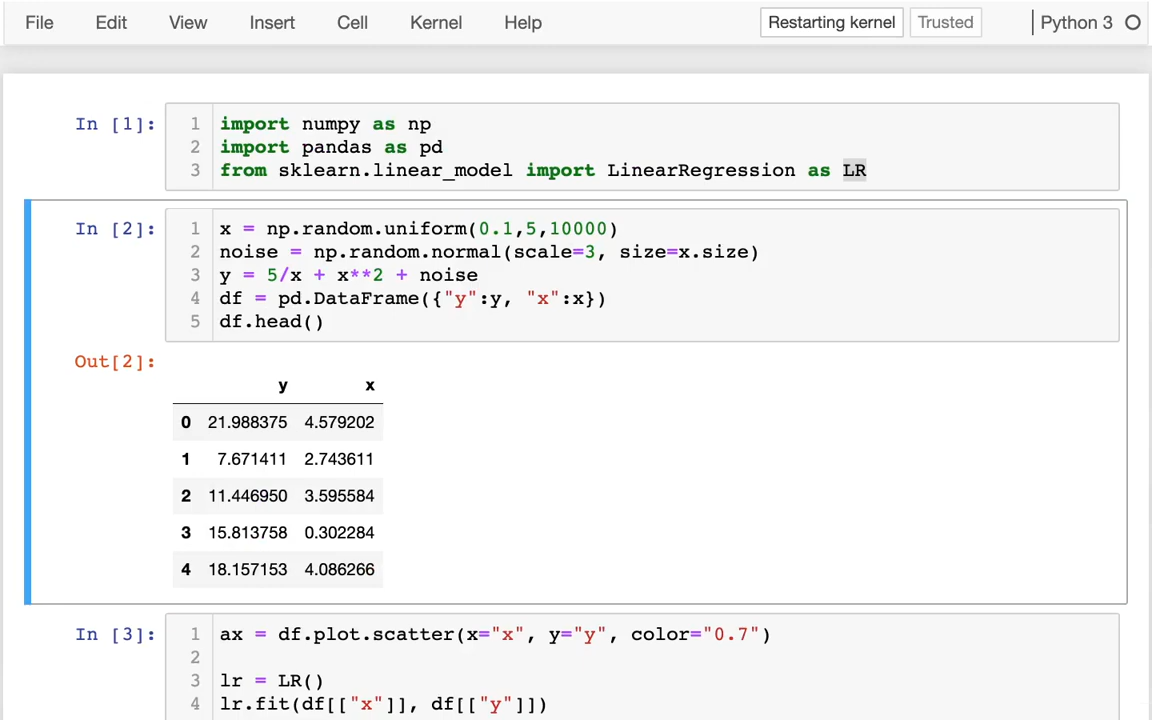 File Edit View Insert Cell Kernel Help Restarting kernel Trusted Python 3
In [1]:
1 import numpy as np
2 import pandas as pd
3 from sklearn.linear_model import LinearRegression as LR
In [2]:
1 x = np.random.uniform(0.1,5,10000)
2 noise = np.random.normal(scale=3, size=x.size)
3 y = 5/x + x**2 + noise
4 df = pd.DataFrame({"y":y, "x":x})
5 df.head()
Out[2]:
y x
0 21.988375 4.579202
1 7.671411 2.743611
2 11.446950 3.595584
3 15.813758 0.302284
4 18.157153 4.086266
In [3]:
1 ax = df.plot.scatter(x="x", y="y", color="0.7")
2
3 lr = LR()
4 lr.fit(df[["x"]], df[["y"]])